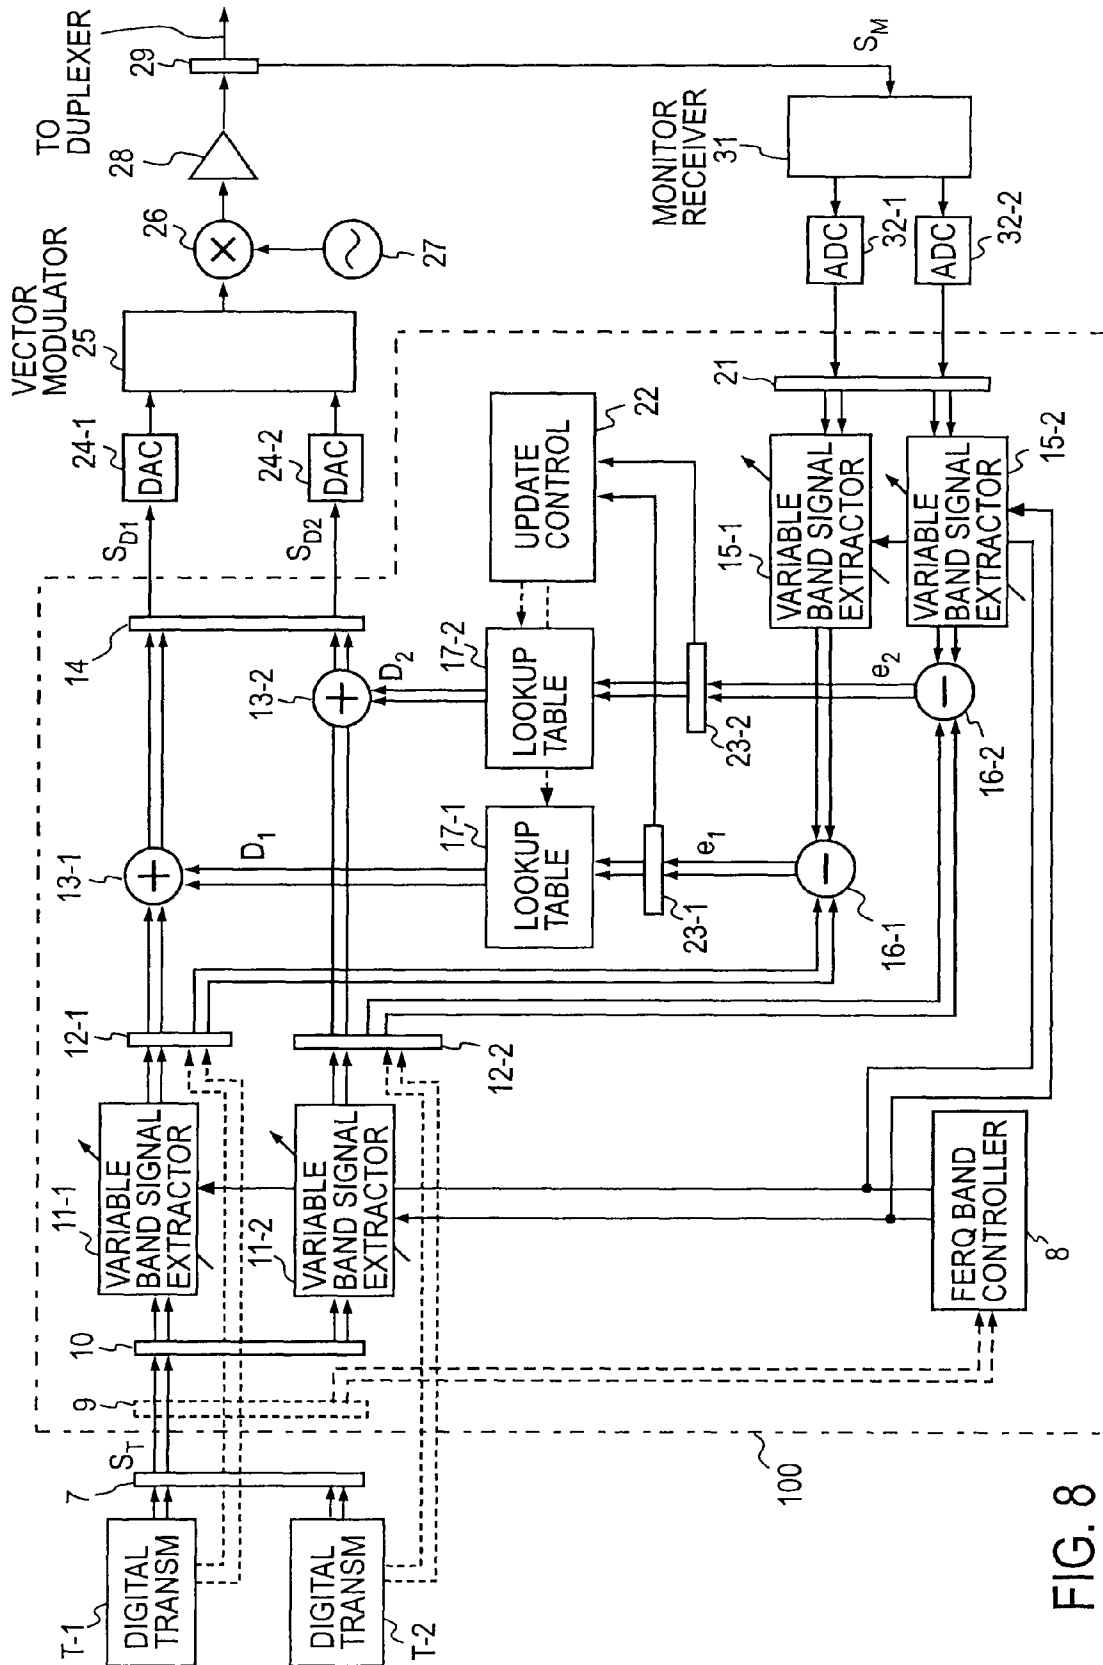 T-1
DIGITAL
TRANSM
DIGITAL
TRANSM
T-2
7
S_T
9
10
11-1
VARIABLE
BAND SIGNAL
EXTRACTOR
11-2
VARIABLE
BAND SIGNAL
EXTRACTOR
12-1
12-2
13-1
+
13-2
+
D₁
D₂
14
S_D1
S_D2
24-1
DAC
24-2
DAC
VECTOR
MODULATOR
25
26
×
27
28
TO
DUPLEXER
29
S_M
MONITOR
RECEIVER
31
ADC
32-1
ADC
32-2
21
15-1
VARIABLE
BAND SIGNAL
EXTRACTOR
15-2
VARIABLE
BAND SIGNAL
EXTRACTOR
UPDATE
CONTROL
22
17-2
LOOKUP
TABLE
17-1
LOOKUP
TABLE
23-2
23-1
e₂
e₁
−
16-2
−
16-1
FERQ BAND
CONTROLLER
8
100
FIG. 8